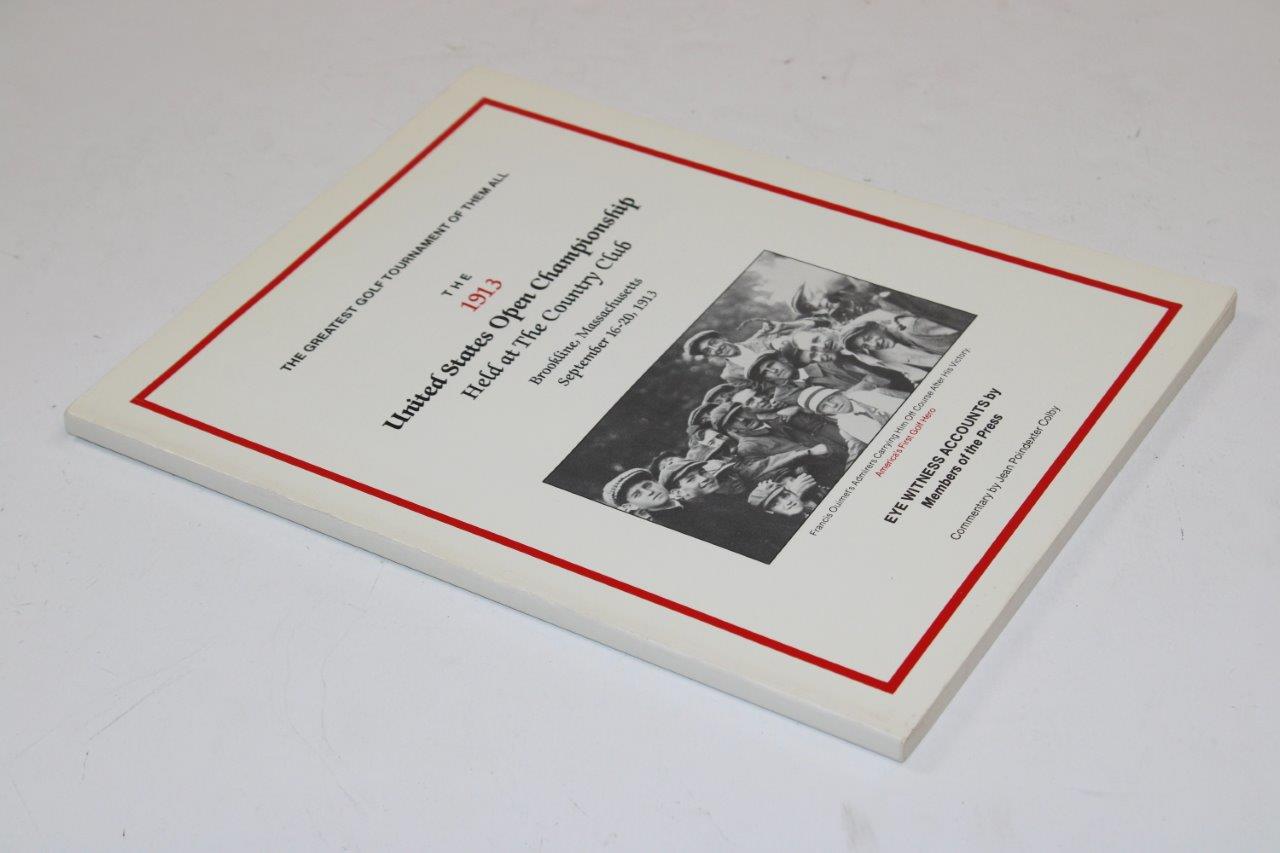 THE GREATEST GOLF TOURNAMENT OF THEM ALL
THE
1913
United States Open Championship
Held at The Country Club
Brookline, Massachusetts
September 16-20, 1913
Francis Ouimet's Admirers Carrying Him Off Course After His Victory.
America's First Golf Hero
EYE WITNESS ACCOUNTS by
Members of the Press
Commentary by Jean Poindexter Colby